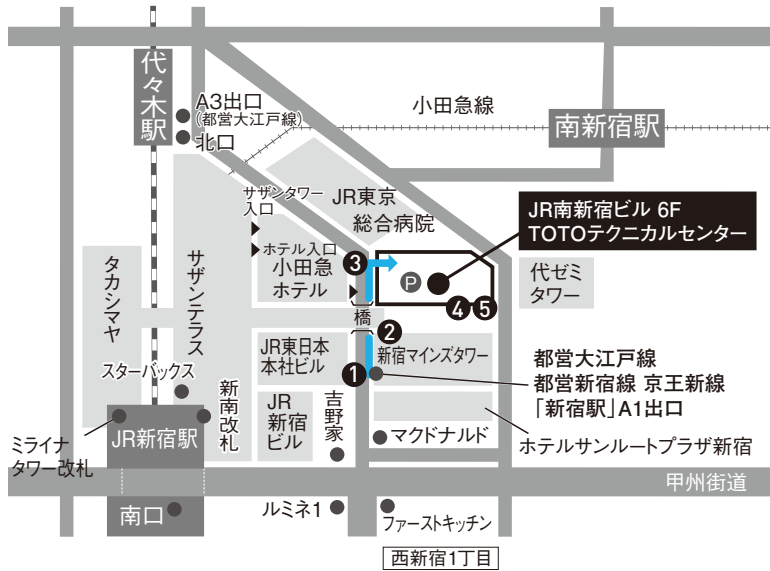 代々木駅
A3出口
(都営大江戸線)
北口
小田急線
南新宿駅
サザンタワー
入口
JR東京
総合病院
JR南新宿ビル 6F
TOTOテクニカルセンター
ホテル入口
小田急
ホテル
3
P
4
5
代ゼミ
タワー
タカシマヤ
サザンテラス
橋
2
JR東日本
本社ビル
新宿マインズタワー
1
都営大江戸線
都営新宿線 京王新線
「新宿駅」A1出口
スターバックス
新南改札
JR
新宿
ビル
吉野家
マクドナルド
ホテルサンルートプラザ新宿
ミライナ
タワー改札
JR新宿駅
甲州街道
南口
ルミネ1
ファーストキッチン
西新宿1丁目